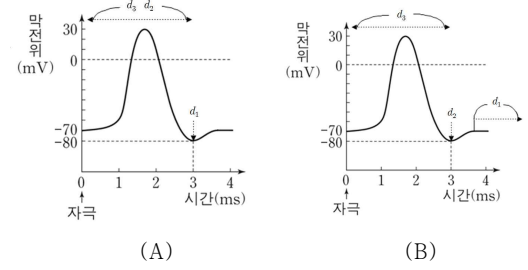 d₃ d₂
막전위
(mV)
30
0
-70
-80
d₁
0 1 2 3 4
시간(ms)
자극
(A)
d₃
막전위
(mV)
30
0
-70
-80
d₂
d₁
0 1 2 3 4
시간(ms)
자극
(B)